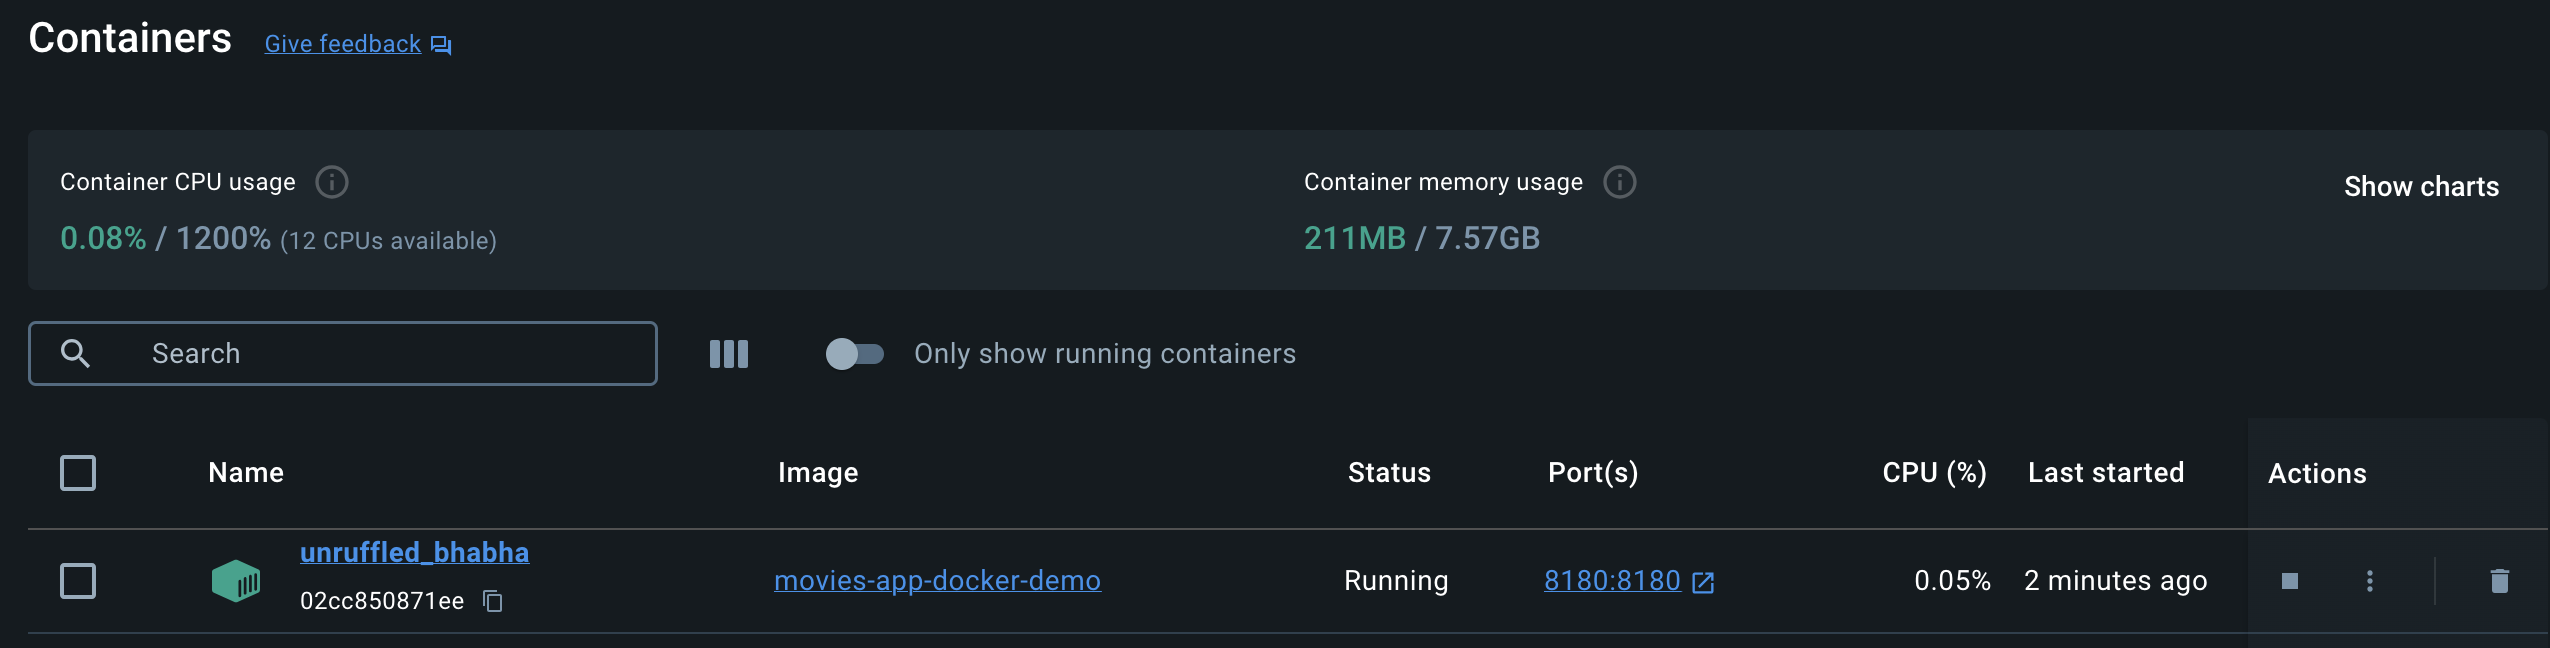 Containers Give feedback
Container CPU usage
0.08% / 1200% (12 CPUs available)
Container memory usage
211MB / 7.57GB
Show charts
Search
Only show running containers
Name Image Status Port(s) CPU (%) Last started Actions
unruffled_bhabha
02cc850871ee
movies-app-docker-demo
Running
8180:8180
0.05%
2 minutes ago